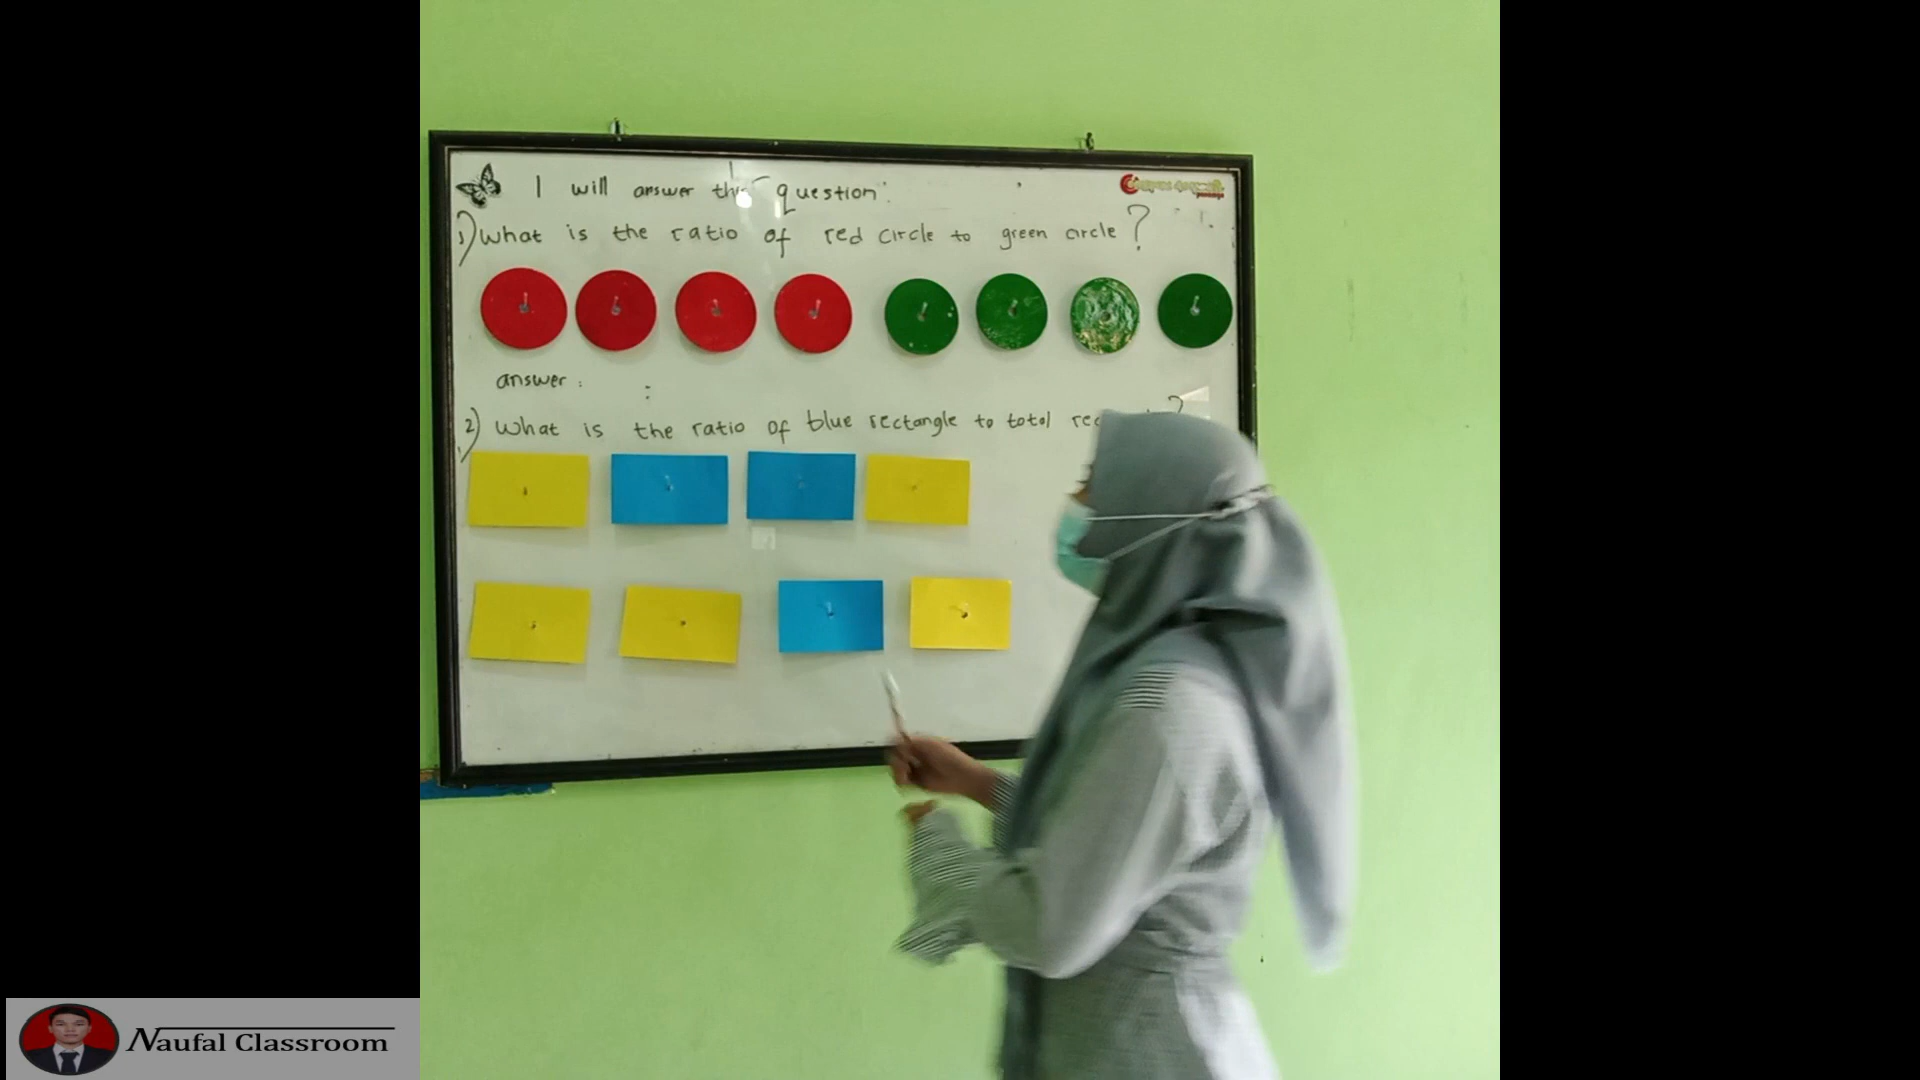 I will answer the question:
1) What is the ratio of red circle to green circle ?
answer :          :
2) What is the ratio of blue rectangle to total ?
Naufal Classroom